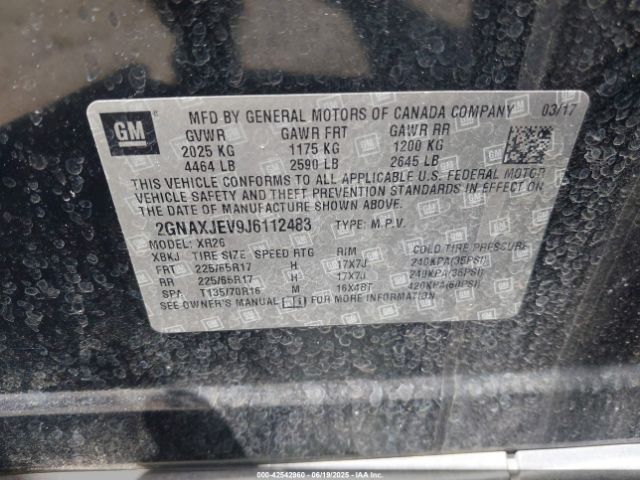 GM
MFD BY GENERAL MOTORS OF CANADA COMPANY 03/17
GVWR GAWR FRT GAWR RR
2025 KG 1175 KG 1200 KG
4464 LB 2590 LB 2645 LB
THIS VEHICLE CONFORMS TO ALL APPLICABLE U.S. FEDERAL MOTOR
VEHICLE SAFETY AND THEFT PREVENTION STANDARDS IN EFFECT ON
THE DATE OF MANUFACTURE SHOWN ABOVE.
2GNAXJEV9J6112483 TYPE: M.P.V.
MODEL: XR26
X8KJ TIRE SIZE SPEED RTG RIM COLD TIRE PRESSURE
FRT 225/65R17 H 17X7J 240KPA(35PSI)
RR 225/65R17 H 17X7J 240KPA(35PSI)
SPA T135/70R16 M 16X4BT 420KPA(60PSI)
SEE OWNER'S MANUAL FOR MORE INFORMATION
000-42542960 - 06/19/2025 - IAA LLC